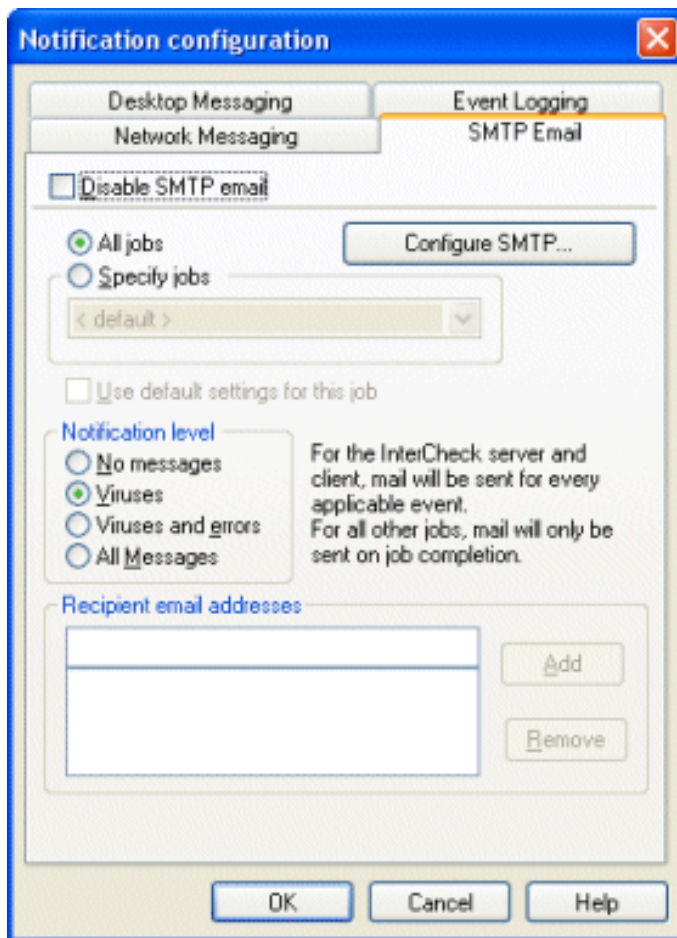 Notification configuration
Desktop Messaging
Event Logging
Network Messaging
SMTP Email
Disable SMTP email
All jobs
Configure SMTP...
Specify jobs
< default >
Use default settings for this job
Notification level
No messages
Viruses
Viruses and errors
All Messages
For the InterCheck server and
client, mail will be sent for every
applicable event.
For all other jobs, mail will only be
sent on job completion.
Recipient email addresses
Add
Remove
OK
Cancel
Help